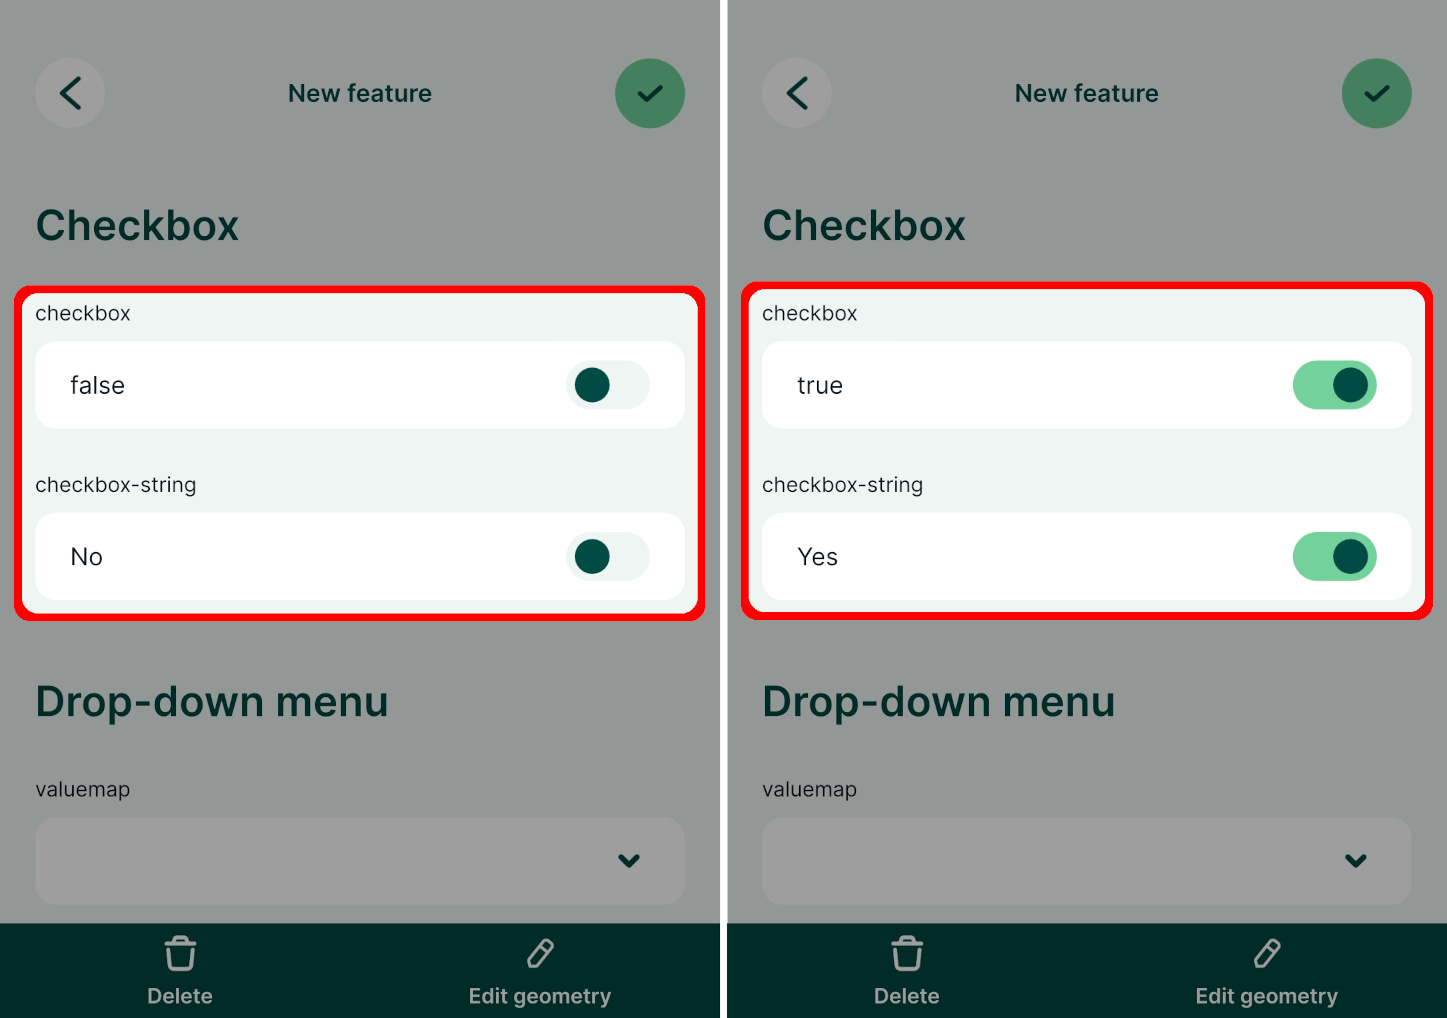 New feature
Checkbox
checkbox
false
checkbox-string
No
Drop-down menu
valuemap
Delete
Edit geometry
New feature
Checkbox
checkbox
true
checkbox-string
Yes
Drop-down menu
valuemap
Delete
Edit geometry